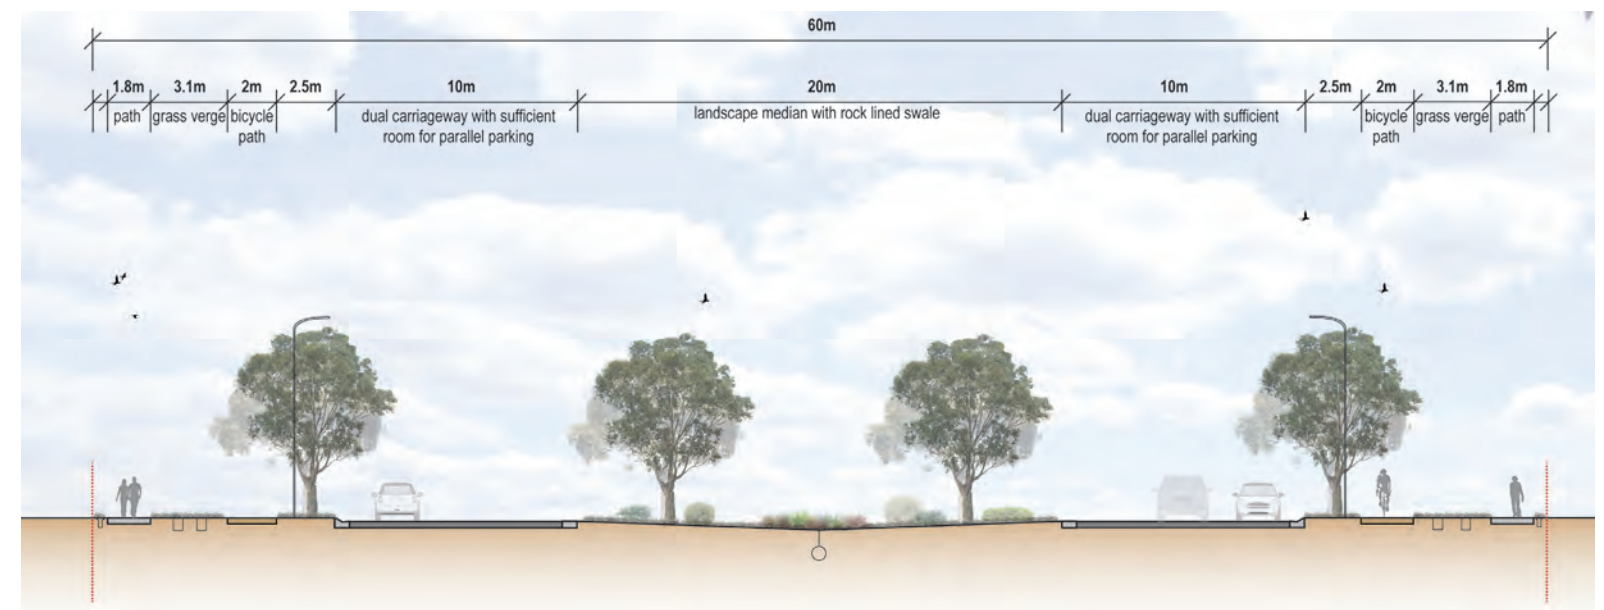 60m
1.8m 3.1m 2m 2.5m 10m 20m 10m 2.5m 2m 3.1m 1.8m
path grass verge bicycle path
dual carriageway with sufficient
room for parallel parking
landscape median with rock lined swale
dual carriageway with sufficient
room for parallel parking
bicycle path grass verge path